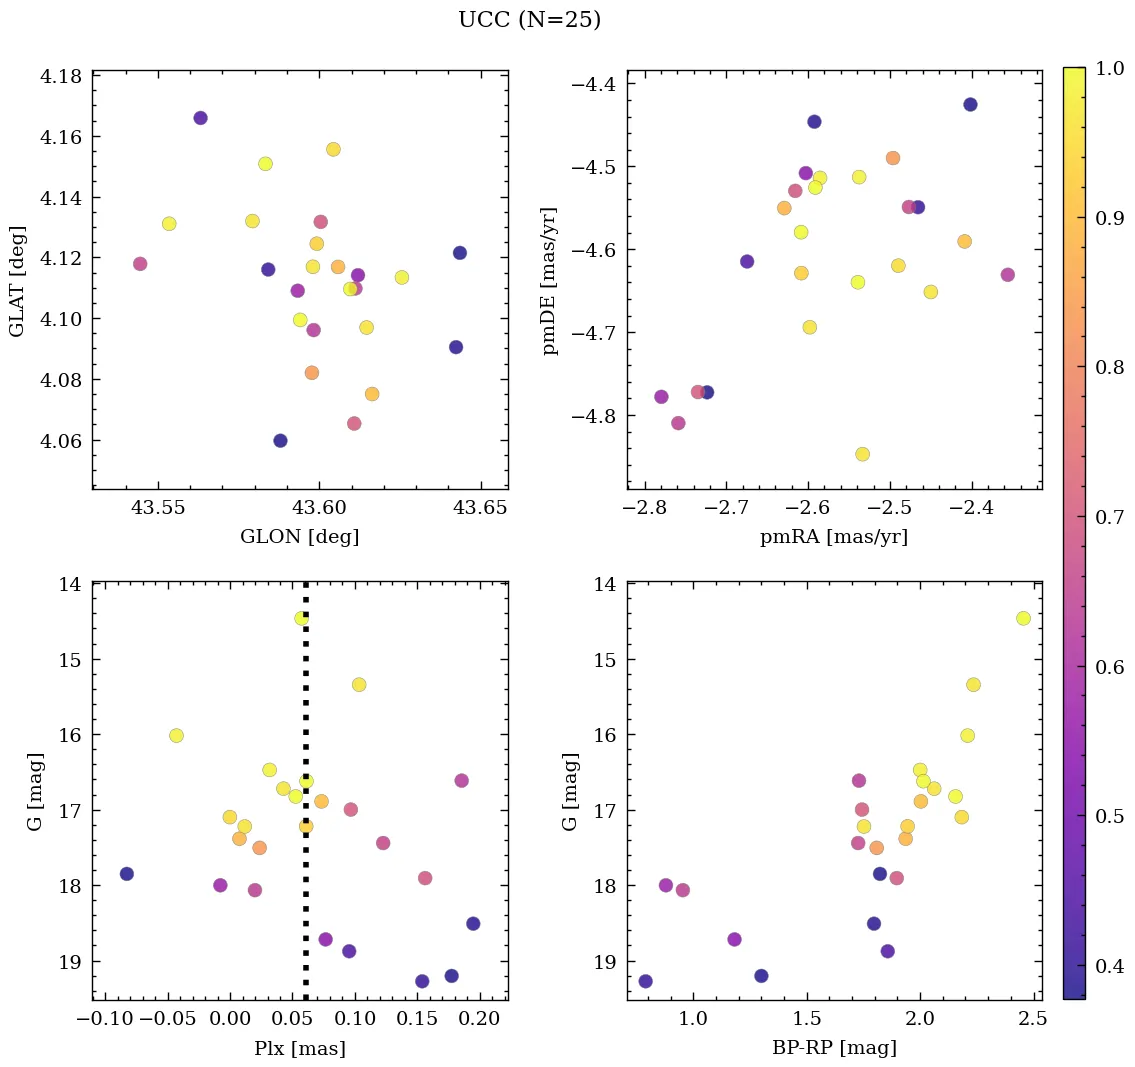 UCC (N=25)
4.18
4.16
4.14
4.12
4.10
4.08
4.06
GLAT [deg]
43.55 43.60 43.65
GLON [deg]
−4.4
−4.5
−4.6
−4.7
−4.8
pmDE [mas/yr]
−2.8 −2.7 −2.6 −2.5 −2.4
pmRA [mas/yr]
14
15
16
17
18
19
G [mag]
−0.10 −0.05 0.00 0.05 0.10 0.15 0.20
Plx [mas]
14
15
16
17
18
19
G [mag]
1.0 1.5 2.0 2.5
BP-RP [mag]
1.0
0.9
0.8
0.7
0.6
0.5
0.4